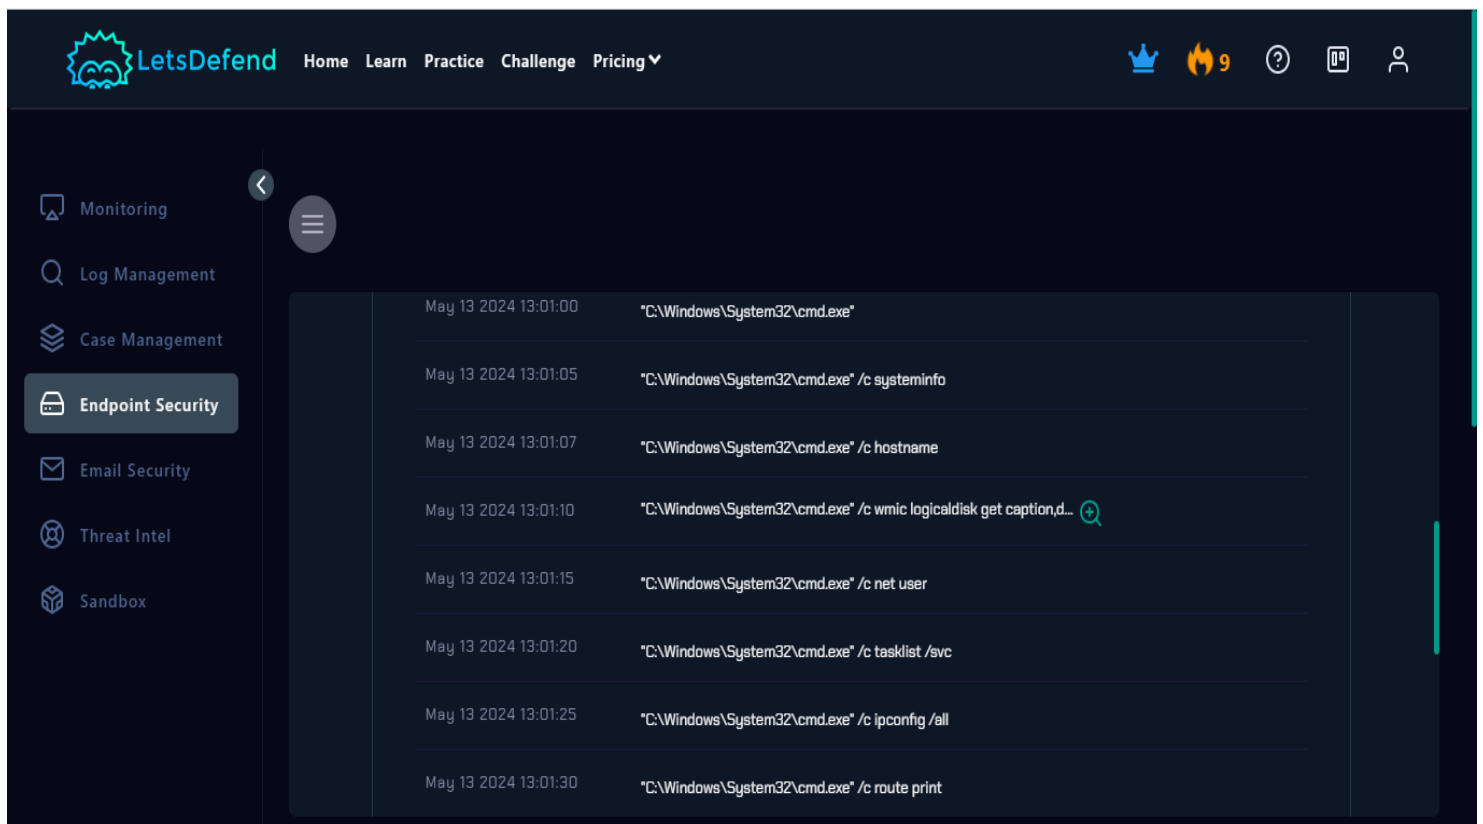 LetsDefend Home Learn Practice Challenge Pricing 9
Monitoring
Log Management
Case Management
Endpoint Security
Email Security
Threat Intel
Sandbox
May 13 2024 13:01:00 "C:\Windows\System32\cmd.exe"
May 13 2024 13:01:05 "C:\Windows\System32\cmd.exe" /c systeminfo
May 13 2024 13:01:07 "C:\Windows\System32\cmd.exe" /c hostname
May 13 2024 13:01:10 "C:\Windows\System32\cmd.exe" /c wmic logicaldisk get caption,d...
May 13 2024 13:01:15 "C:\Windows\System32\cmd.exe" /c net user
May 13 2024 13:01:20 "C:\Windows\System32\cmd.exe" /c tasklist /svc
May 13 2024 13:01:25 "C:\Windows\System32\cmd.exe" /c ipconfig /all
May 13 2024 13:01:30 "C:\Windows\System32\cmd.exe" /c route print